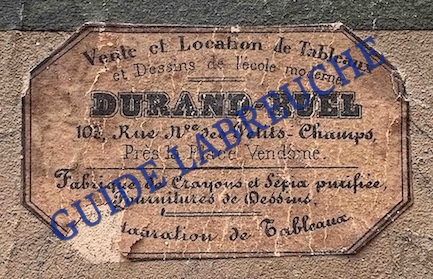 Vente et Location de Tableaux
et Dessins de l'école moderne
DURAND-RUEL
103, Rue Nve des Petits-Champs,
Près la Place Vendôme.
Fabrique de Crayons et Sépia purifiée,
Fournitures de Dessins,
Restauration de Tableaux
GUIDE LABREUCHE